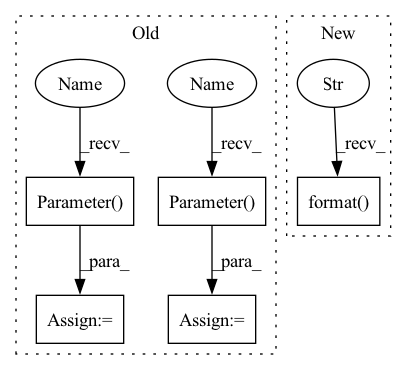 Old
New
Name
Name
Str
_recv_
_recv_
_recv_
Parameter()
Parameter()
format()
_para_
_para_
Assign:=
Assign:=